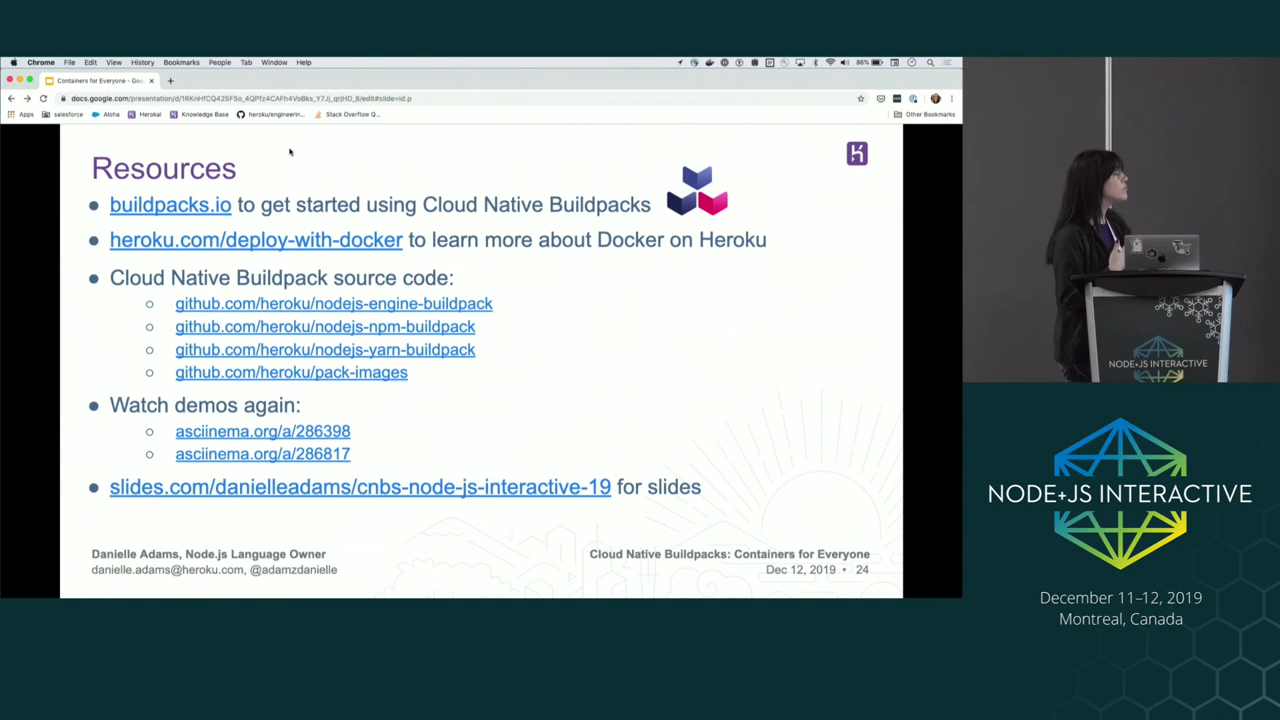 Chrome File Edit View History Bookmarks People Tab Window Help
86%
Containers for Everyone - Goo
Apps salesforce Aloha Herokai Knowledge Base heroku/engineerin... Stack Overflow Q...
Other Bookmarks
Resources
buildpacks.io to get started using Cloud Native Buildpacks
heroku.com/deploy-with-docker to learn more about Docker on Heroku
Cloud Native Buildpack source code:
github.com/heroku/nodejs-engine-buildpack
github.com/heroku/nodejs-npm-buildpack
github.com/heroku/nodejs-yarn-buildpack
github.com/heroku/pack-images
Watch demos again:
asciinema.org/a/286398
asciinema.org/a/286817
slides.com/danielleadams/cnbs-node-js-interactive-19 for slides
Danielle Adams, Node.js Language Owner
danielle.adams@heroku.com, @adamzdanielle
Cloud Native Buildpacks: Containers for Everyone
Dec 12, 2019 • 24
NODE+JS INTERACTIVE
NODE+JS INTERACTIVE
December 11–12, 2019
Montreal, Canada